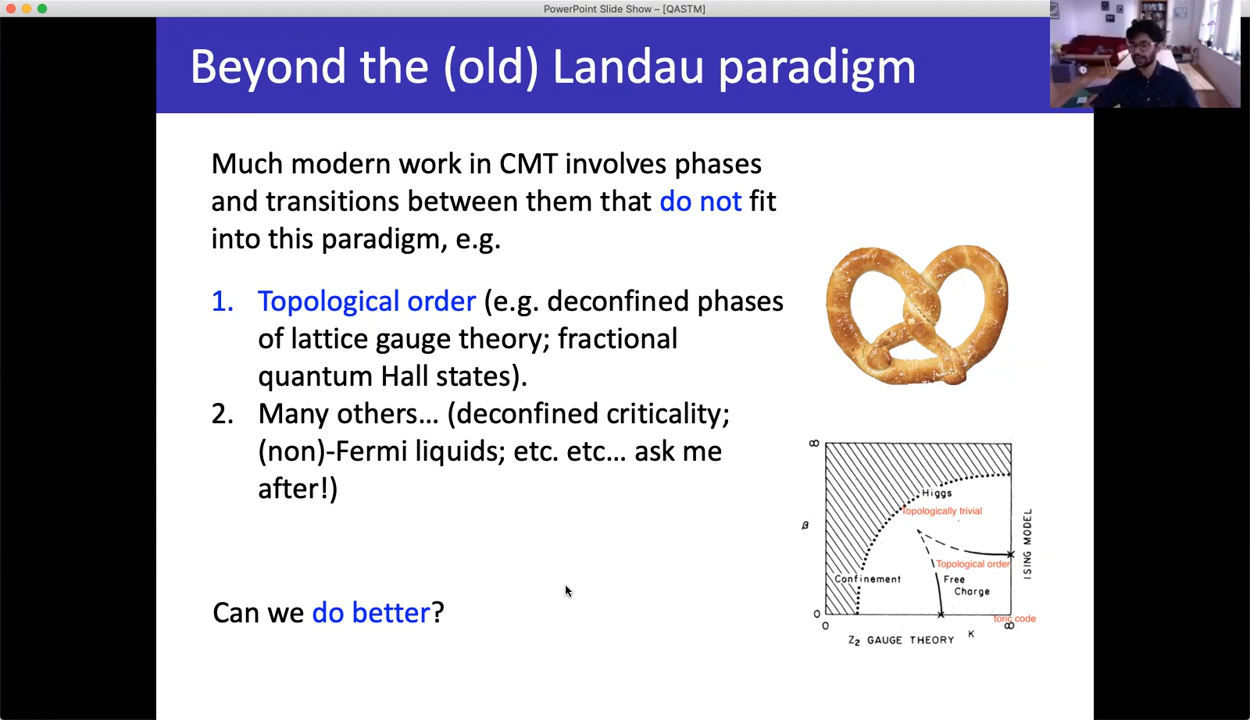 PowerPoint Slide Show – [QASTM]
Beyond the (old) Landau paradigm
Much modern work in CMT involves phases
and transitions between them that do not fit
into this paradigm, e.g.
1. Topological order (e.g. deconfined phases
of lattice gauge theory; fractional
quantum Hall states).
2. Many others... (deconfined criticality;
(non)-Fermi liquids; etc. etc... ask me
after!)
Can we do better?
∞
Higgs
Topologically trivial
β
ISING MODEL
Topological order
Confinement
Free
Charge
0
toric code
0
∞
Z₂ GAUGE THEORY K